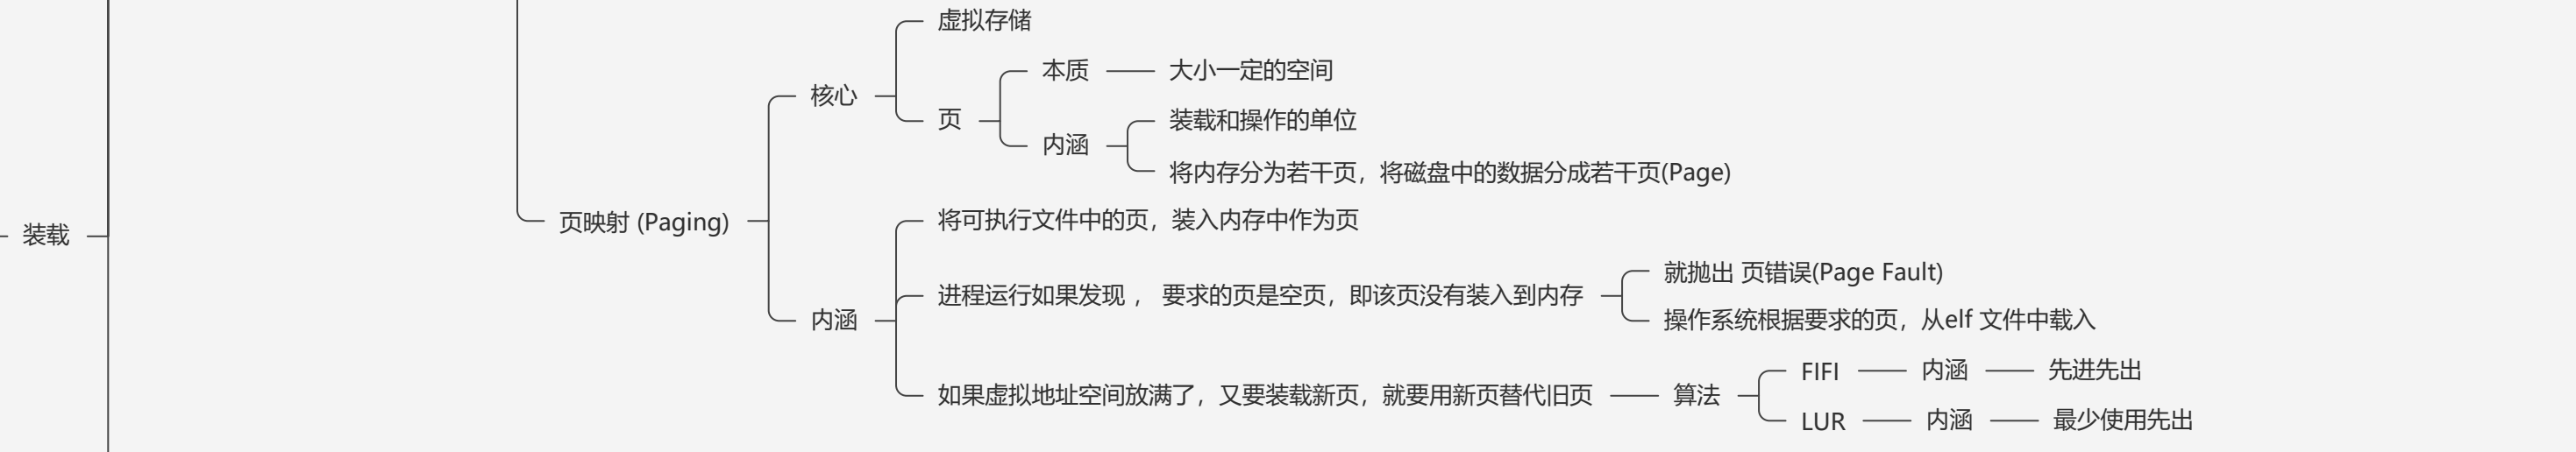 虚拟存储
本质
大小一定的空间
核心
页
装载和操作的单位
内涵
将内存分为若干页，将磁盘中的数据分成若干页(Page)
装载
页映射 (Paging)
将可执行文件中的页，装入内存中作为页
就抛出 页错误(Page Fault)
进程运行如果发现 ， 要求的页是空页，即该页没有装入到内存
内涵
操作系统根据要求的页，从elf 文件中载入
FIFI
内涵
先进先出
如果虚拟地址空间放满了，又要装载新页，就要用新页替代旧页
算法
LUR
内涵
最少使用先出